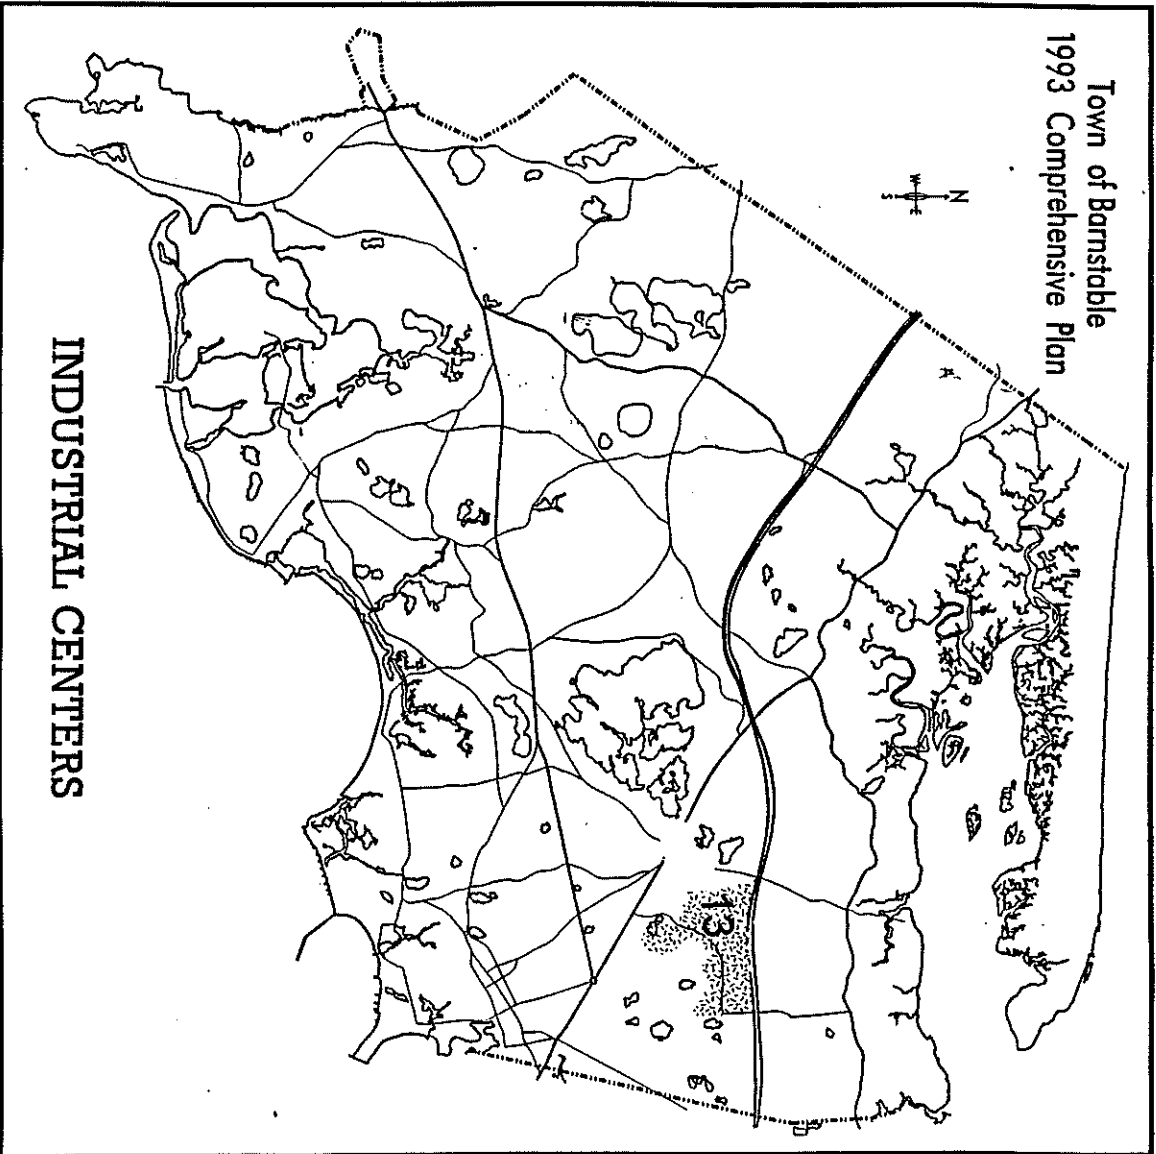 Town of Barnstable
1993 Comprehensive Plan
N
W E
S
13
INDUSTRIAL CENTERS